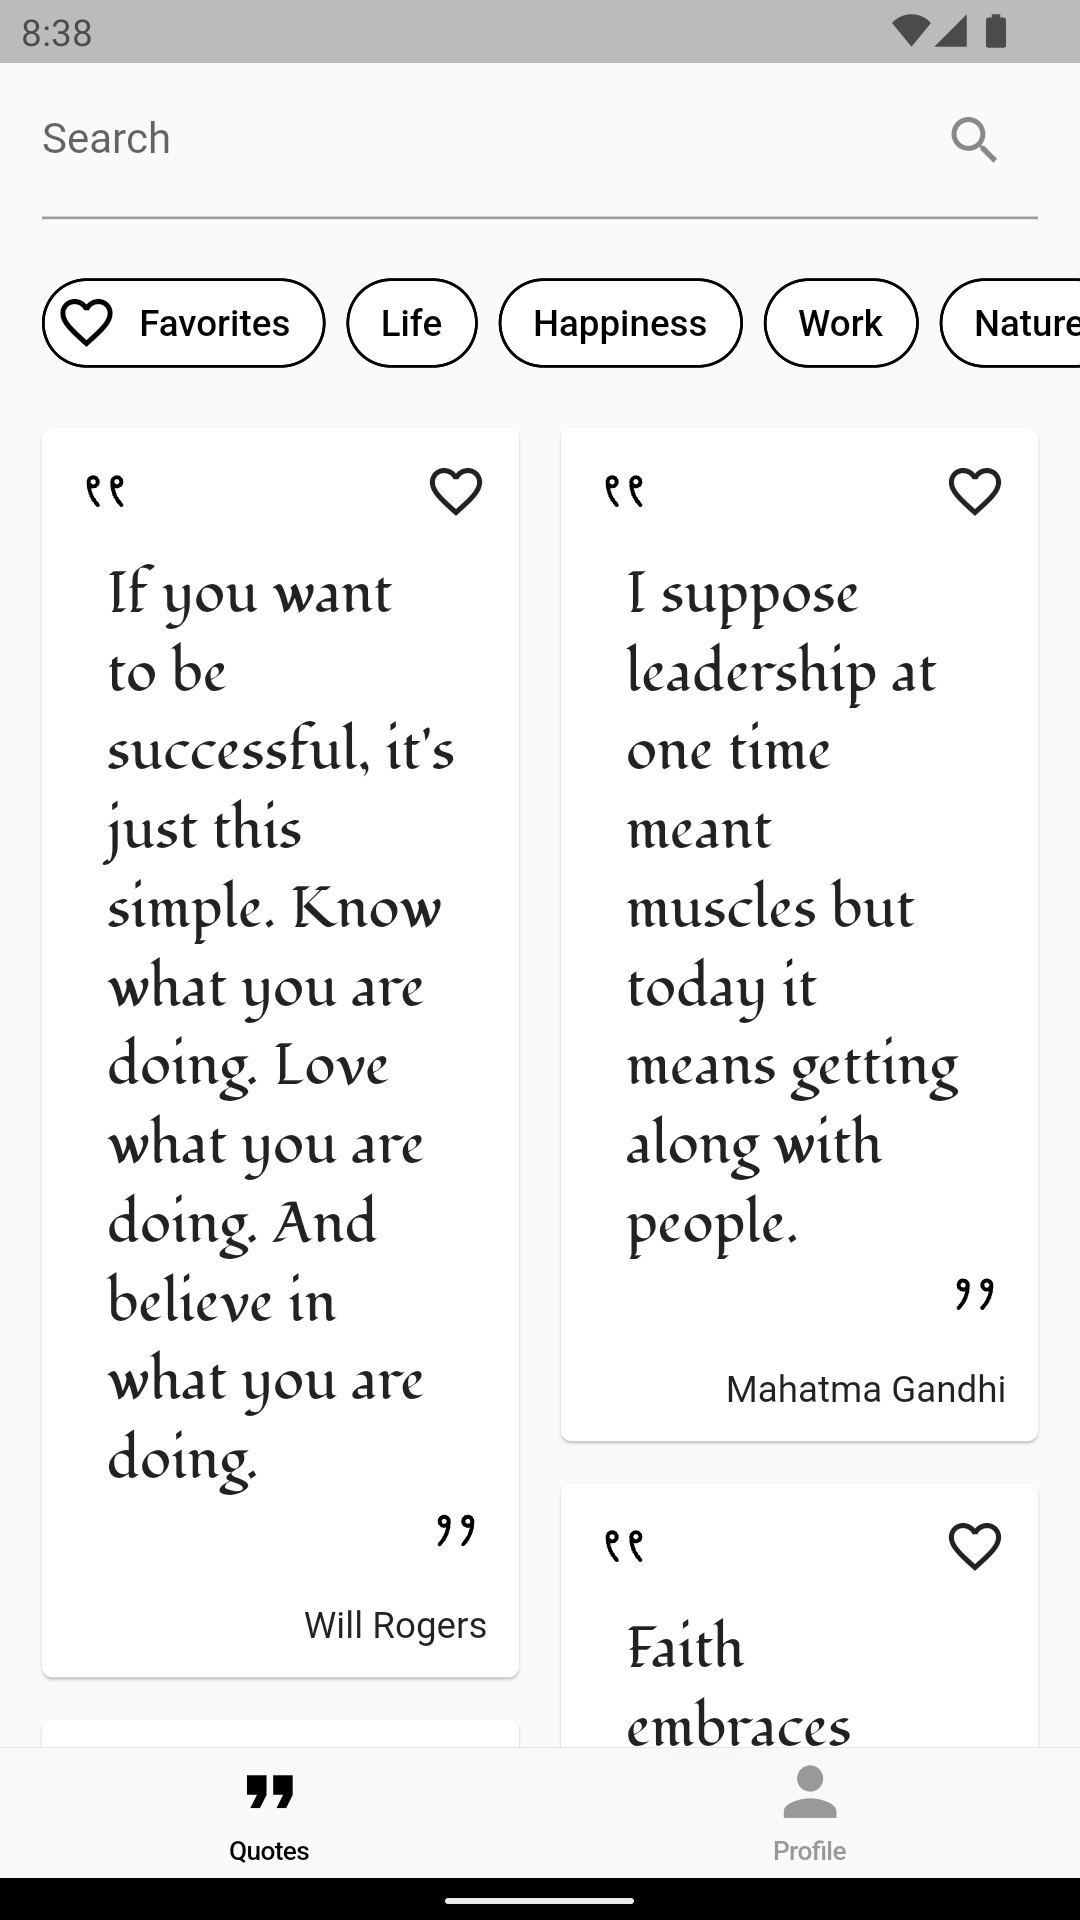 8:38
Search
Favorites
Life
Happiness
Work
Nature
If you want
to be
successful, it's
just this
simple. Know
what you are
doing. Love
what you are
doing. And
believe in
what you are
doing.
Will Rogers
I suppose
leadership at
one time
meant
muscles but
today it
means getting
along with
people.
Mahatma Gandhi
Faith
embraces
Quotes
Profile